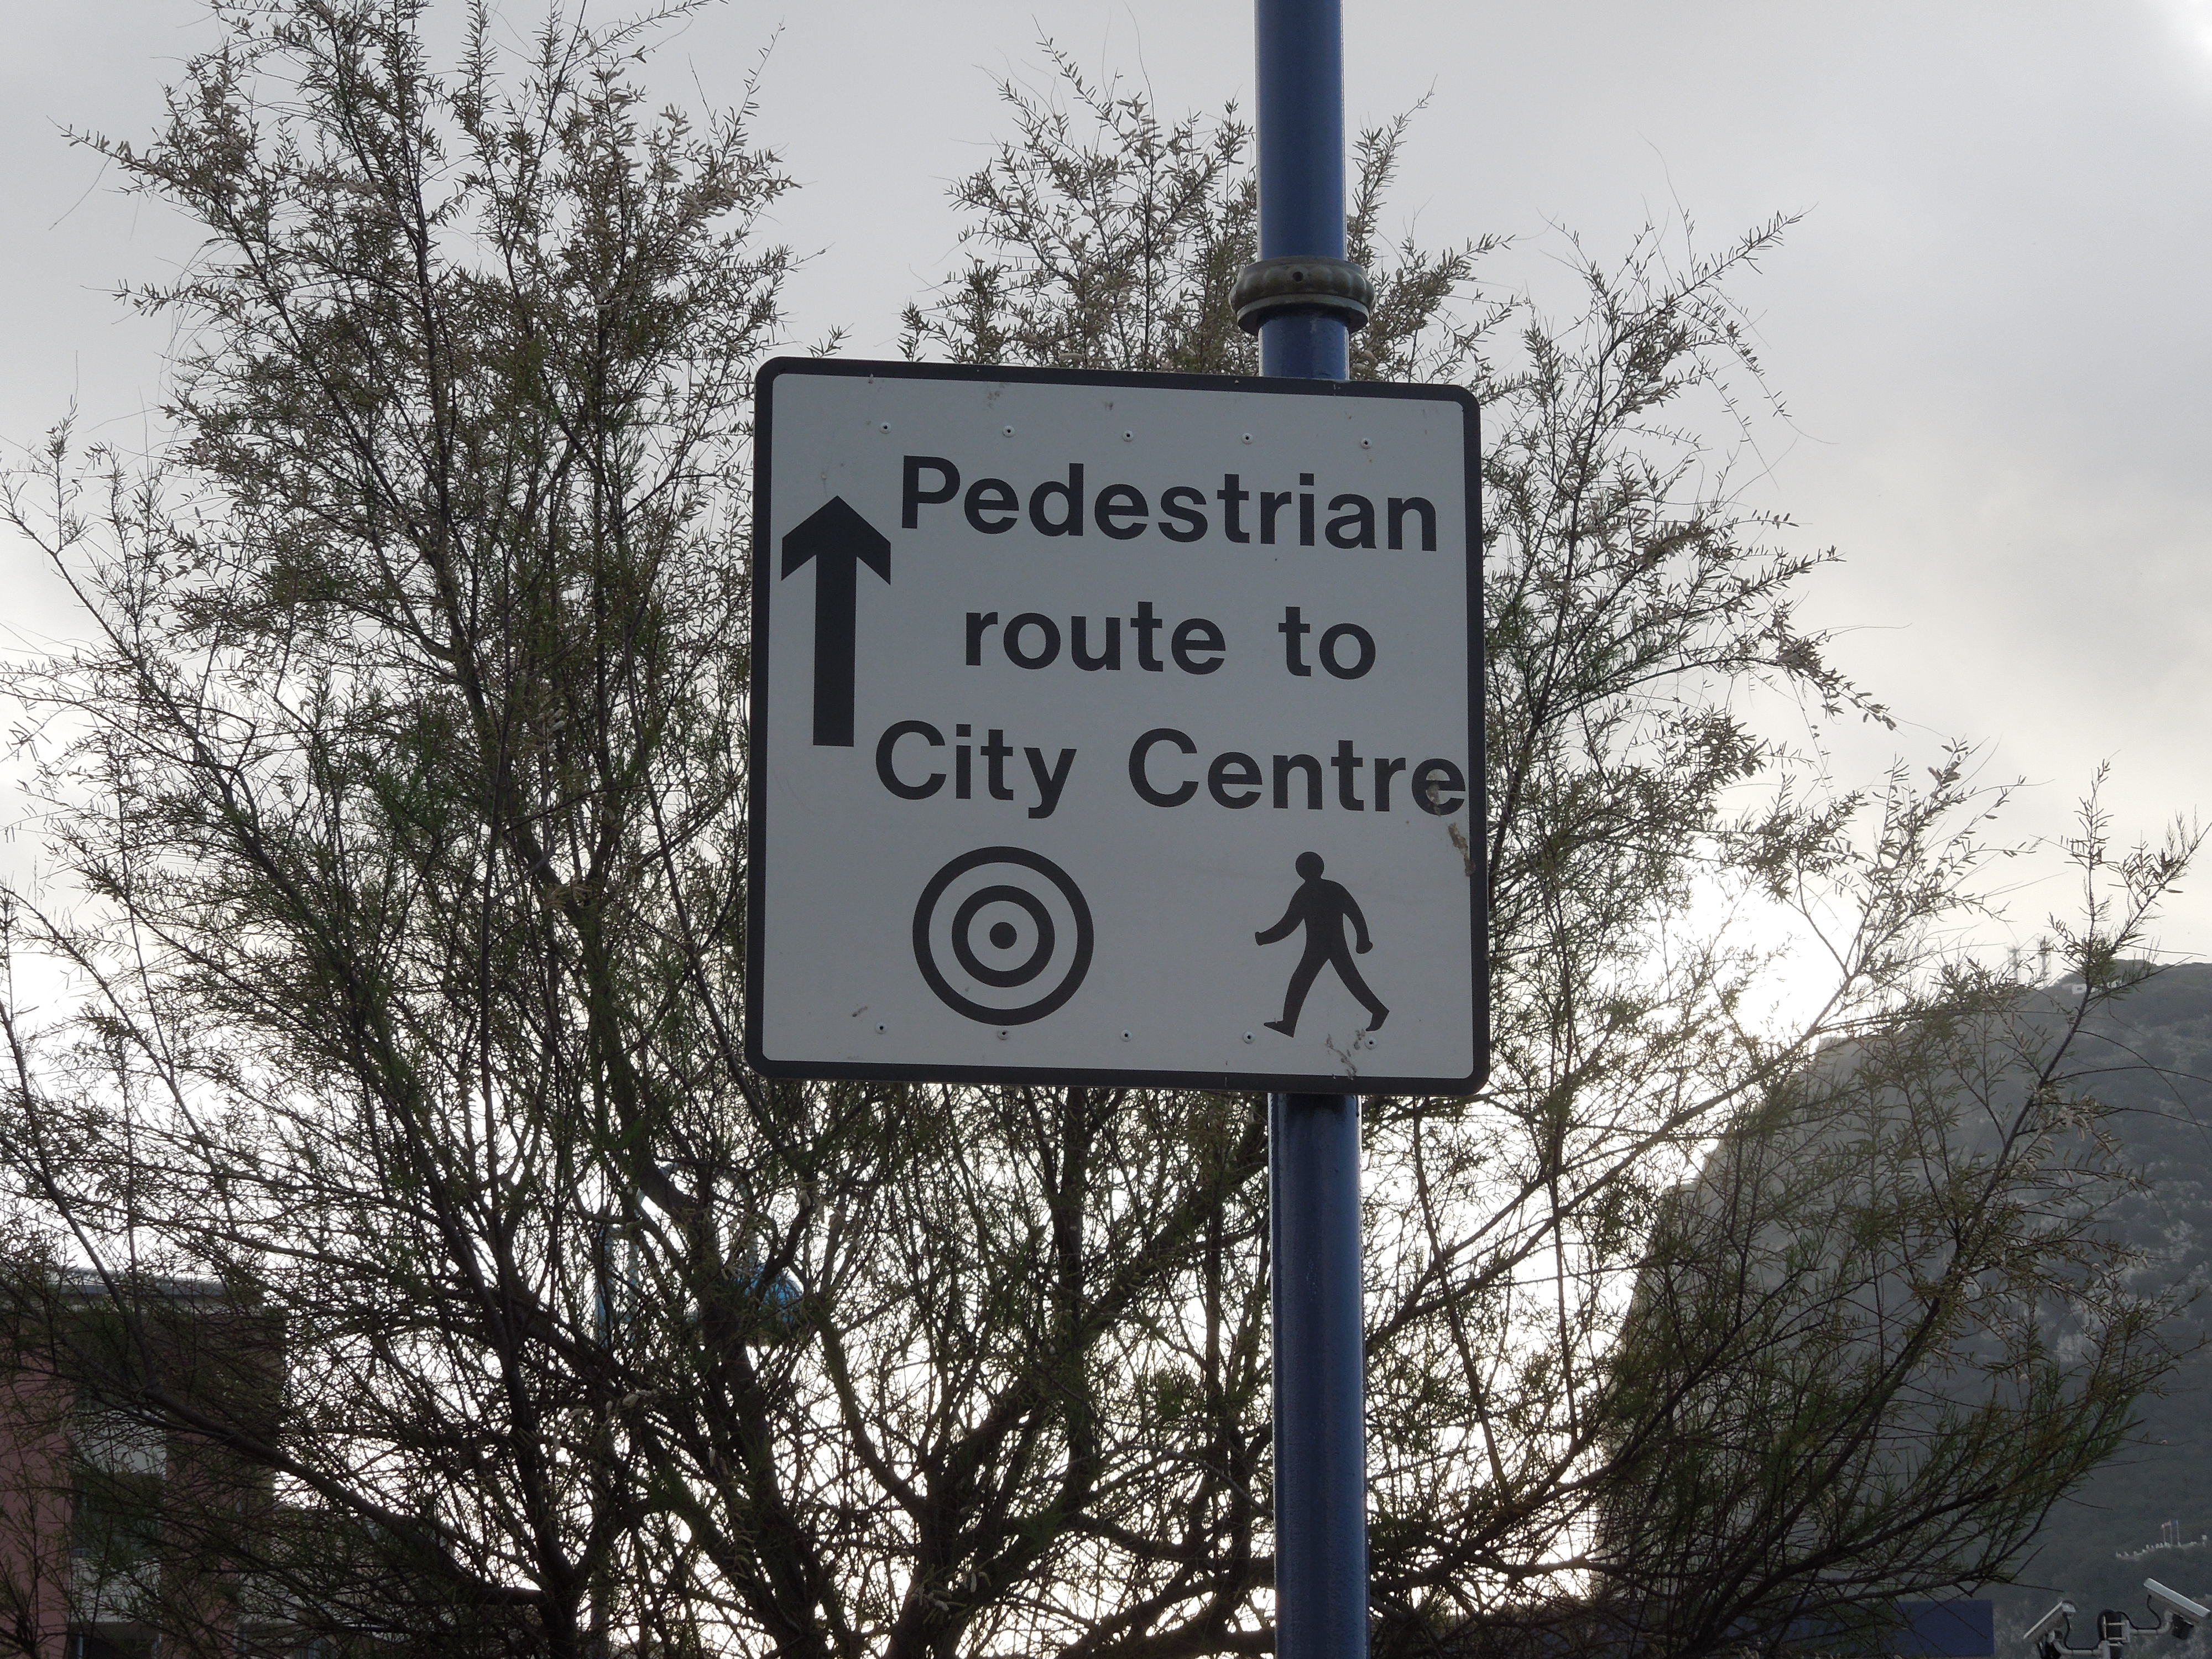 Pedestrian
route to
City Centre